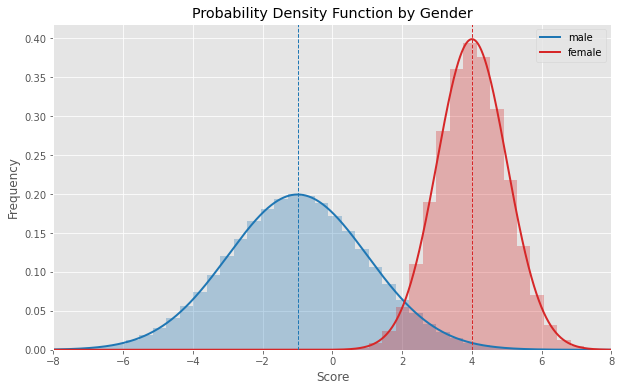 Probability Density Function by Gender
male
female
Frequency
0.40
0.35
0.30
0.25
0.20
0.15
0.10
0.05
0.00
−8 −6 −4 −2 0 2 4 6 8
Score